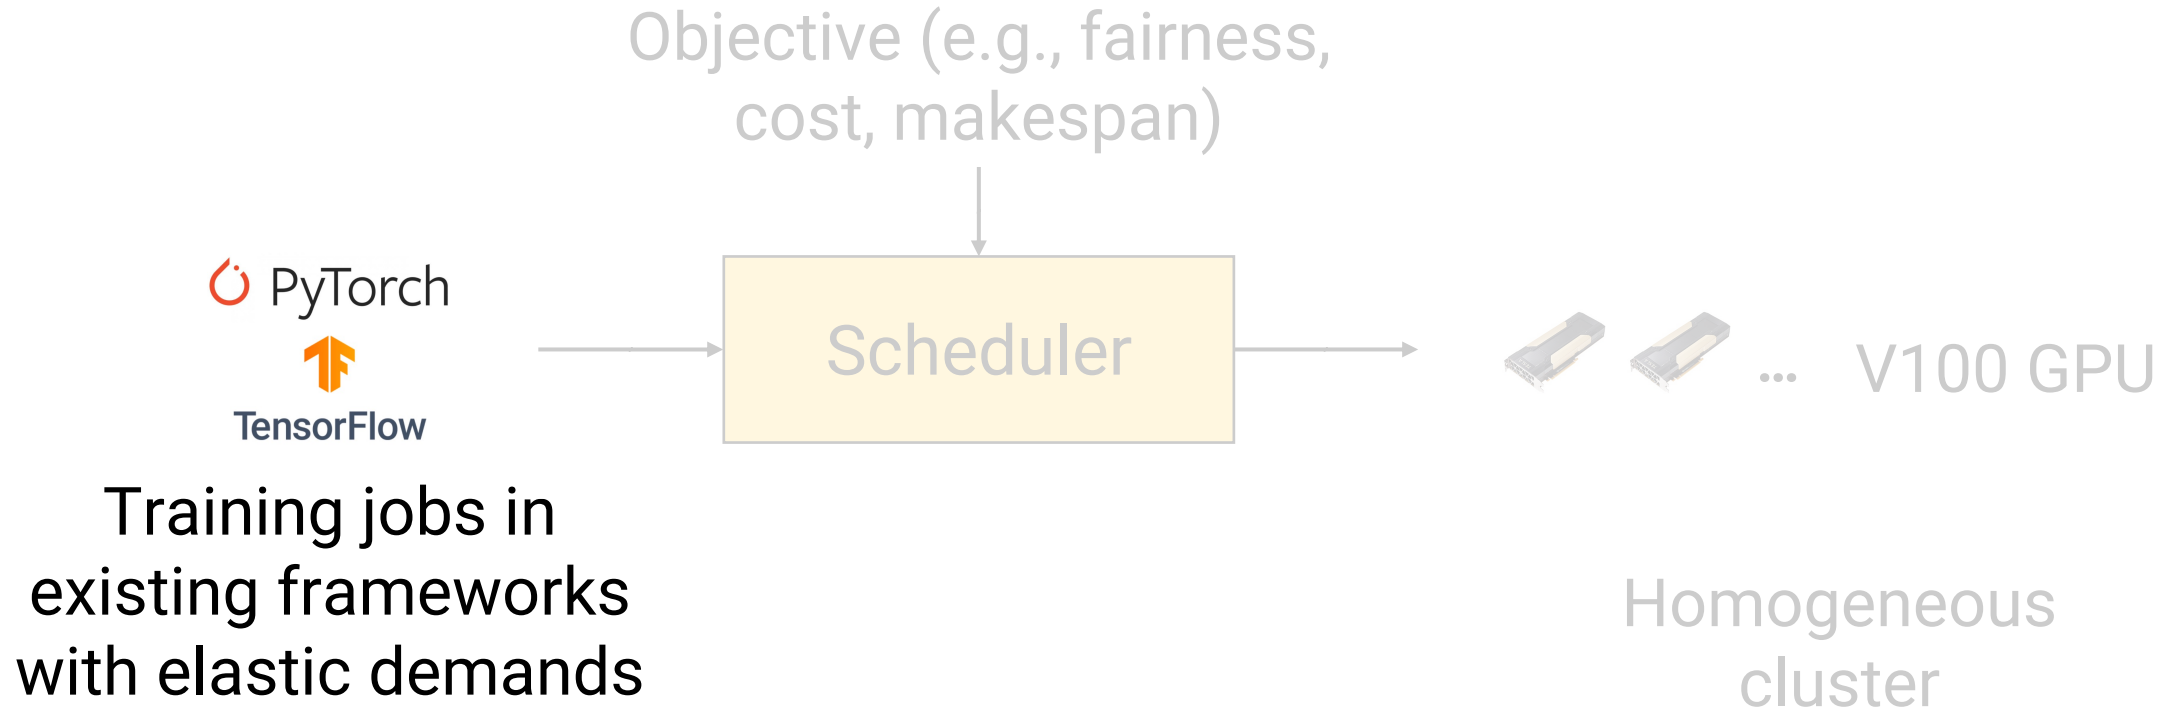 Objective (e.g., fairness,
cost, makespan)
PyTorch
TensorFlow
Training jobs in
existing frameworks
with elastic demands
Scheduler
... V100 GPU
Homogeneous
cluster